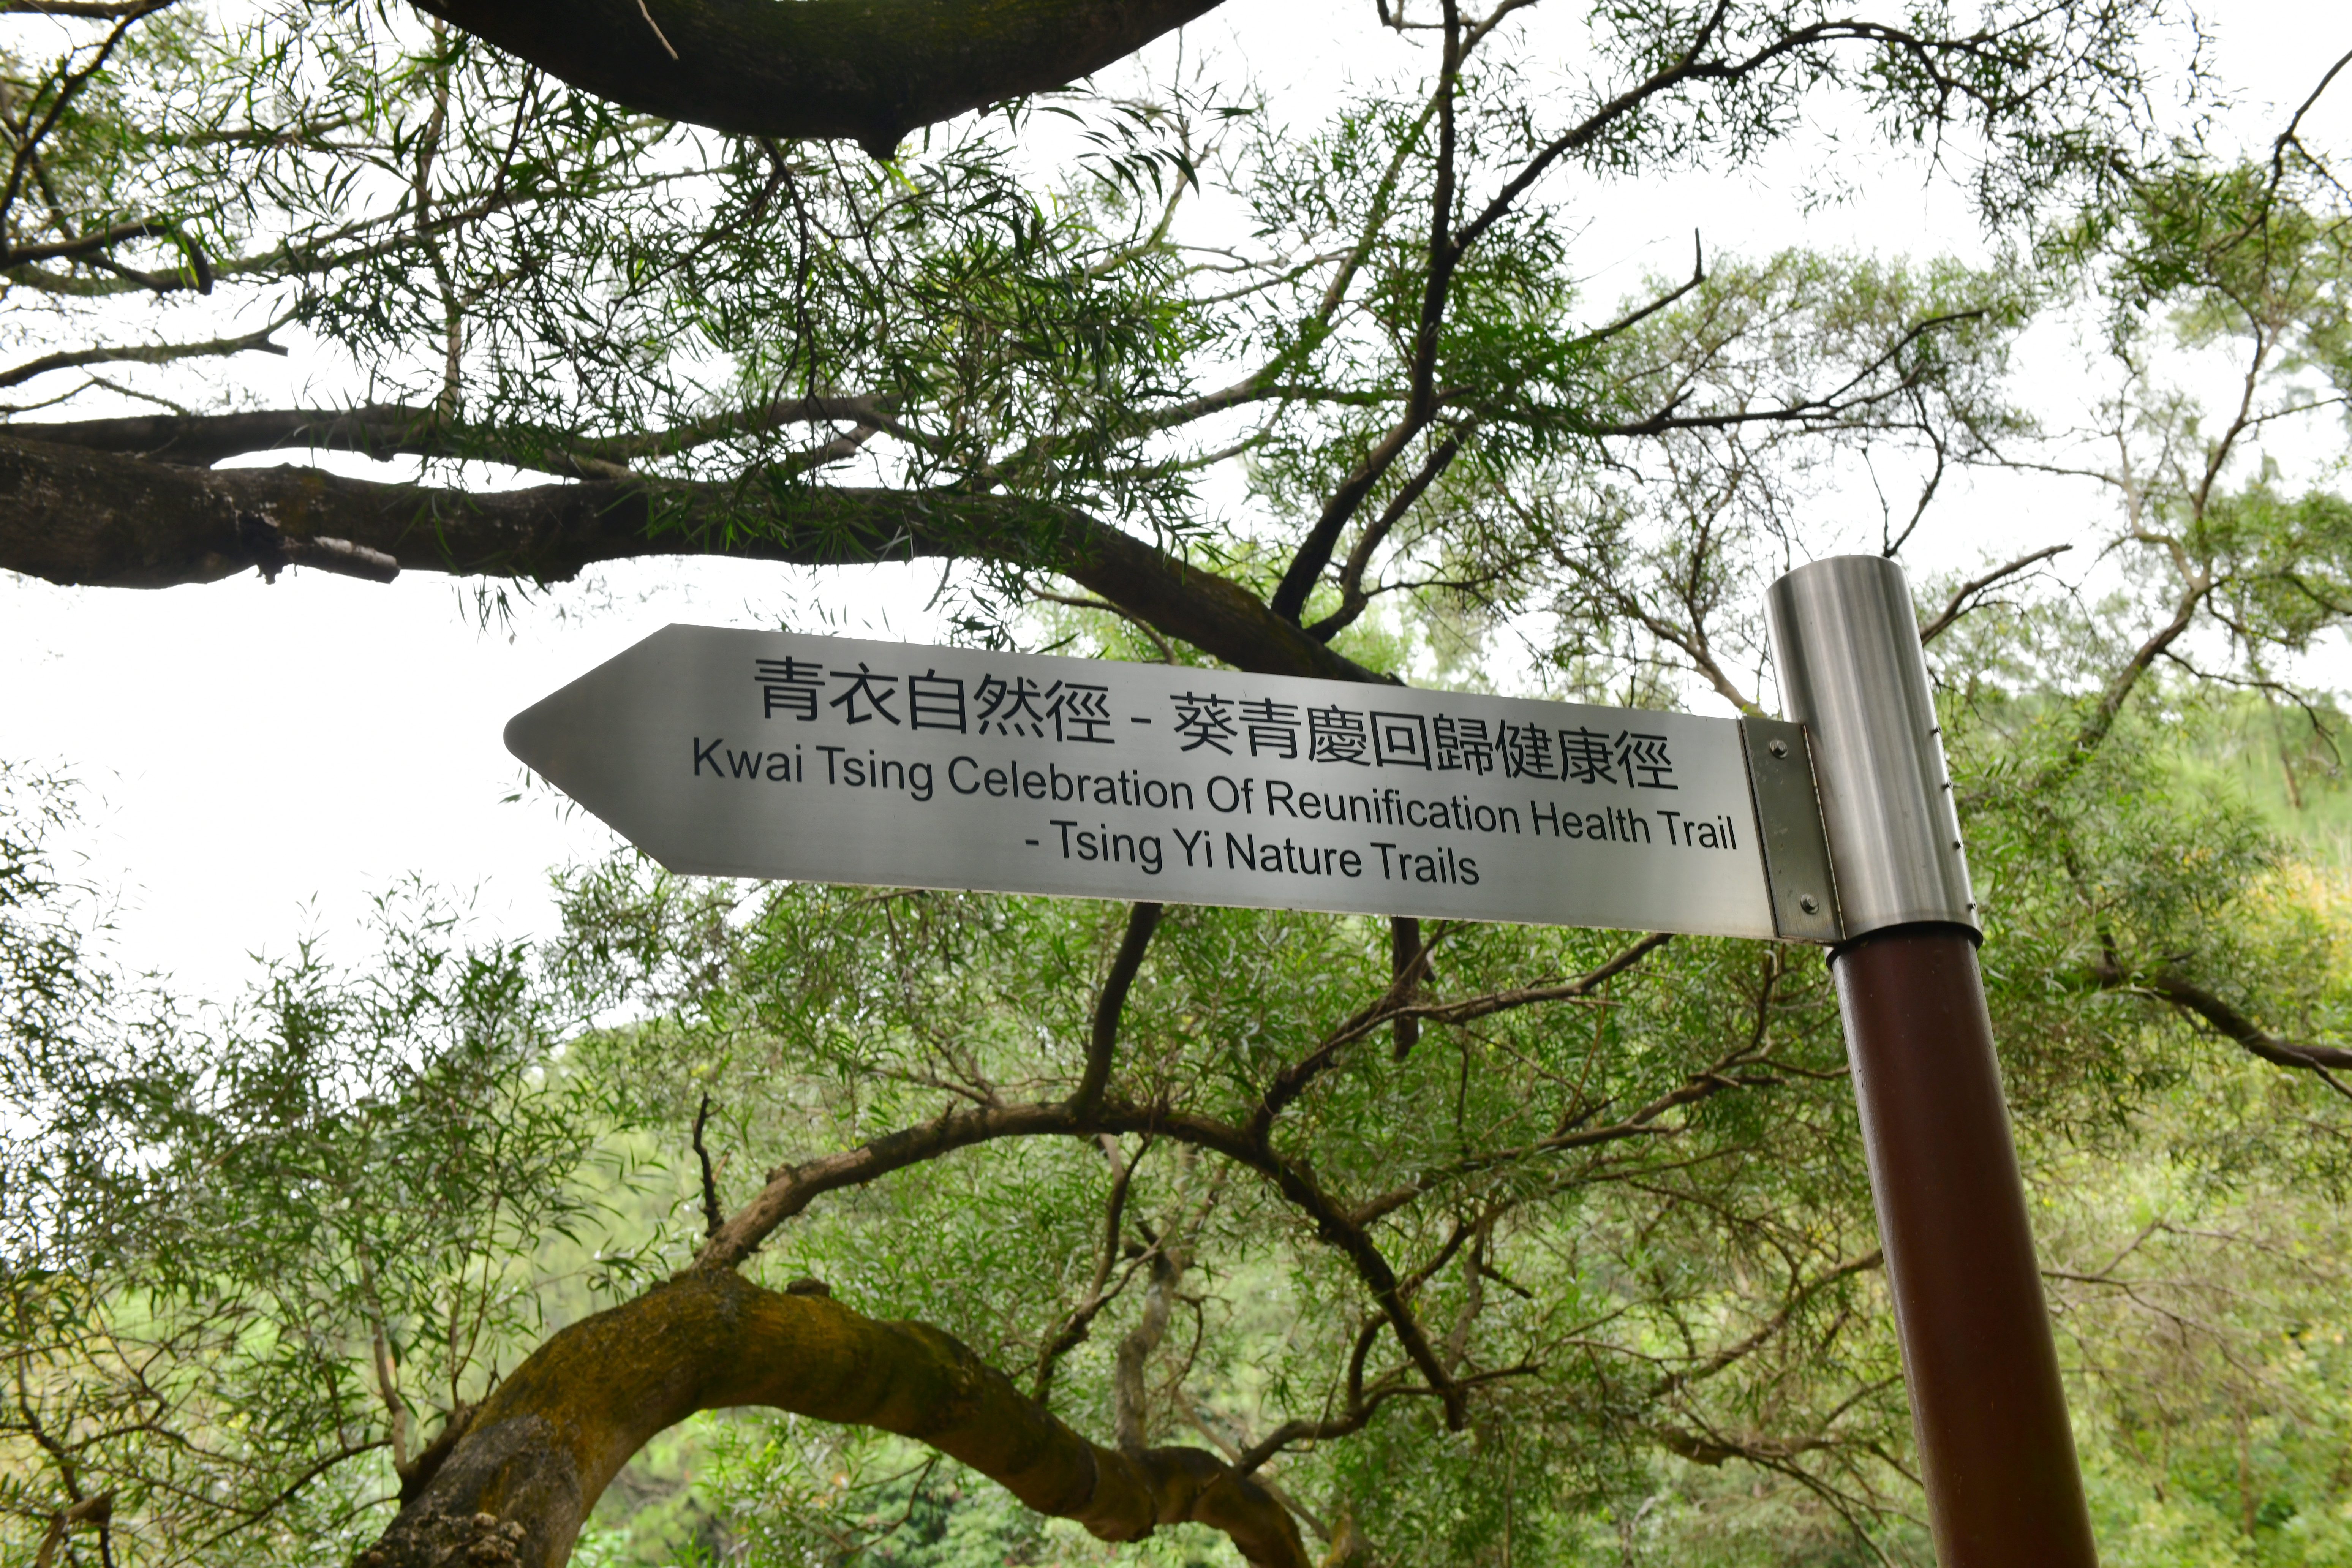 青衣自然徑 - 葵青慶回歸健康徑
Kwai Tsing Celebration Of Reunification Health Trail
- Tsing Yi Nature Trails